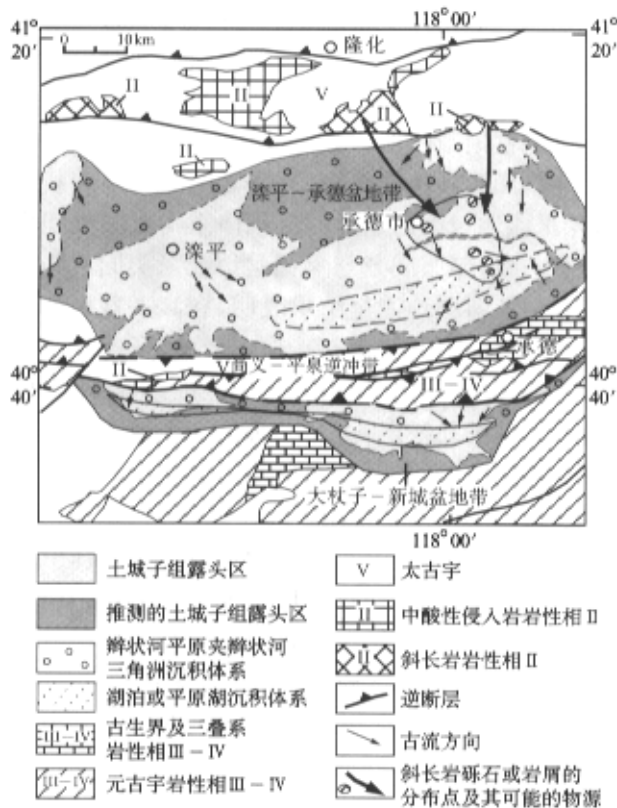 118°00′
41°
20′
41°
20′
0 10km
隆化
II
II
V
II
II
II
滦平－承德盆地带
承德市
滦平
承德
II
V
尚义－平泉逆冲带
III－IV
40°
40′
40°
40′
大杖子－新城盆地带
118°00′
土城子组露头区
推测的土城子组露头区
辫状河平原夹辫状河
三角洲沉积体系
湖泊或平原湖沉积体系
III－IV
古生界及三叠系
岩性相III－IV
III－IV
元古宇岩性相III－IV
V
太古宇
II
中酸性侵入岩岩性相II
II
斜长岩岩性相II
逆断层
古流方向
斜长岩砾石或岩屑的
分布点及其可能的物源